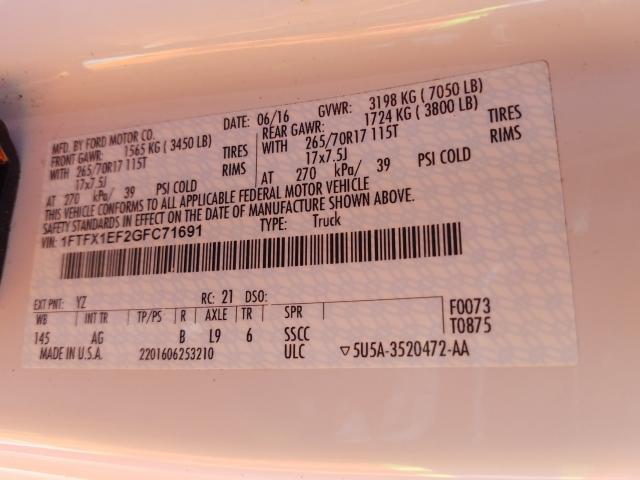 MFD. BY FORD MOTOR CO. DATE: 06/16 GVWR: 3198 KG ( 7050 LB)
FRONT GAWR: 1565 KG ( 3450 LB) REAR GAWR: 1724 KG ( 3800 LB)
WITH 265/70R17 115T TIRES WITH 265/70R17 115T TIRES
17x7.5J RIMS 17x7.5J RIMS
AT 270 kPa/ 39 PSI COLD AT 270 kPa/ 39 PSI COLD
THIS VEHICLE CONFORMS TO ALL APPLICABLE FEDERAL MOTOR VEHICLE
SAFETY STANDARDS IN EFFECT ON THE DATE OF MANUFACTURE SHOWN ABOVE.
VIN: 1FTFX1EF2GFC71691 TYPE: Truck
EXT PNT: YZ RC: 21 DSO:
WB INT TR TP/PS R AXLE TR SPR F0073
145 AG B L9 6 SSCC T0875
MADE IN U.S.A. 2201606253210 ULC ▽5U5A-3520472-AA